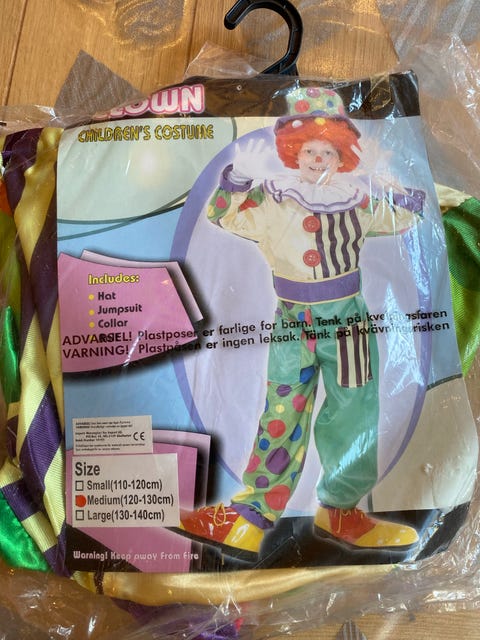 CLOWN
CHILDREN'S COSTUME
Includes:
Hat
Jumpsuit
Collar
ADVARSEL! Plastposer er farlige for barn. Tenk på kvelningsfaren
VARNING! Plastpåsen er ingen leksak. Tänk på kvävningsrisken
CE
Size
Small(110-120cm)
Medium(120-130cm)
Large(130-140cm)
Warning! Keep away from fire